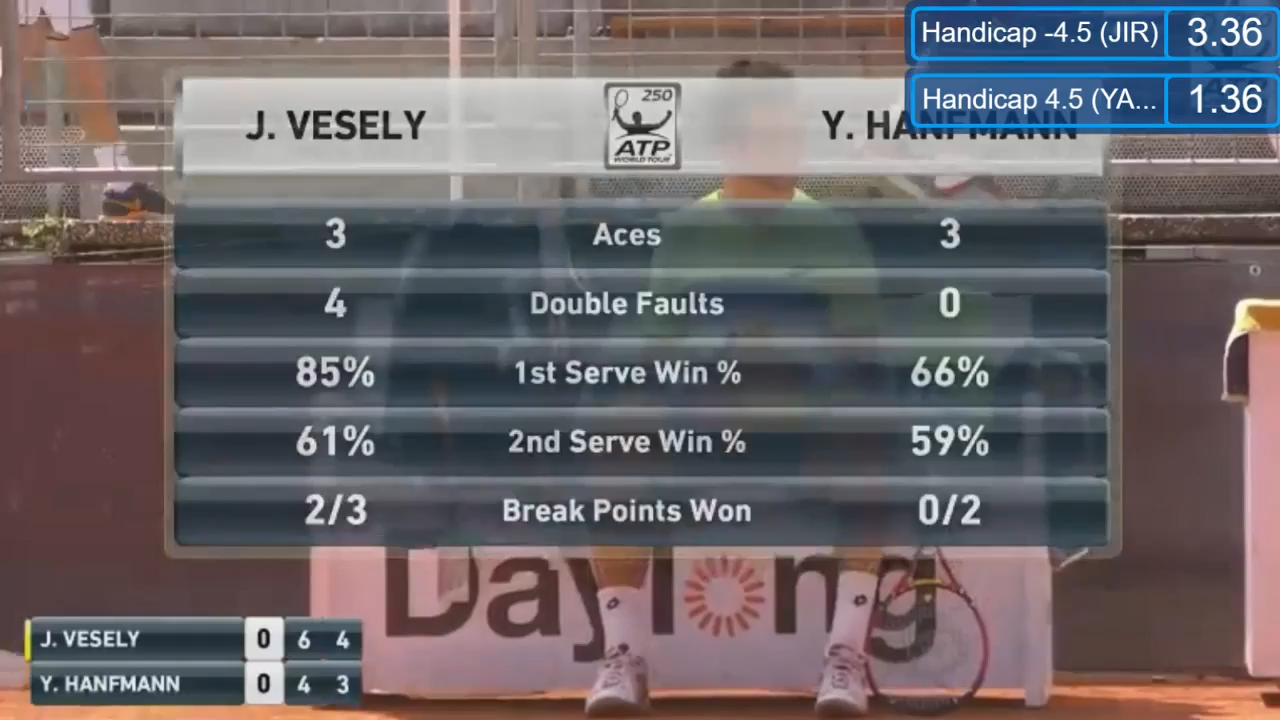 Handicap -4.5 (JIR) 3.36
Handicap 4.5 (YA... 1.36
J. VESELY 250 ATP WORLD TOUR Y. HANFMANN
3 Aces 3
4 Double Faults 0
85% 1st Serve Win % 66%
61% 2nd Serve Win % 59%
2/3 Break Points Won 0/2
Daylong
J. VESELY 0 6 4
Y. HANFMANN 0 4 3